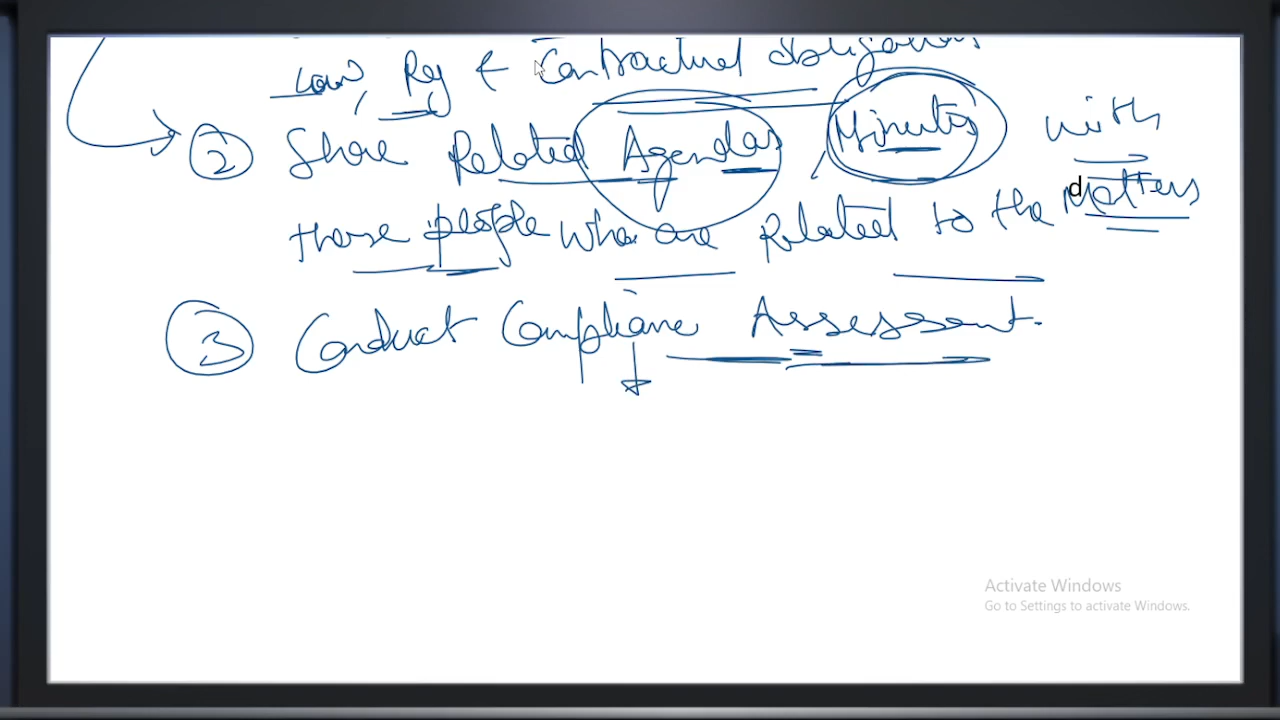 Law, Reg & Contractual obligations
② Share Related Agendas, Minutes with
those people who are Related to the Matters
d
③ Conduct Compliance Assessment.
Activate Windows
Go to Settings to activate Windows.